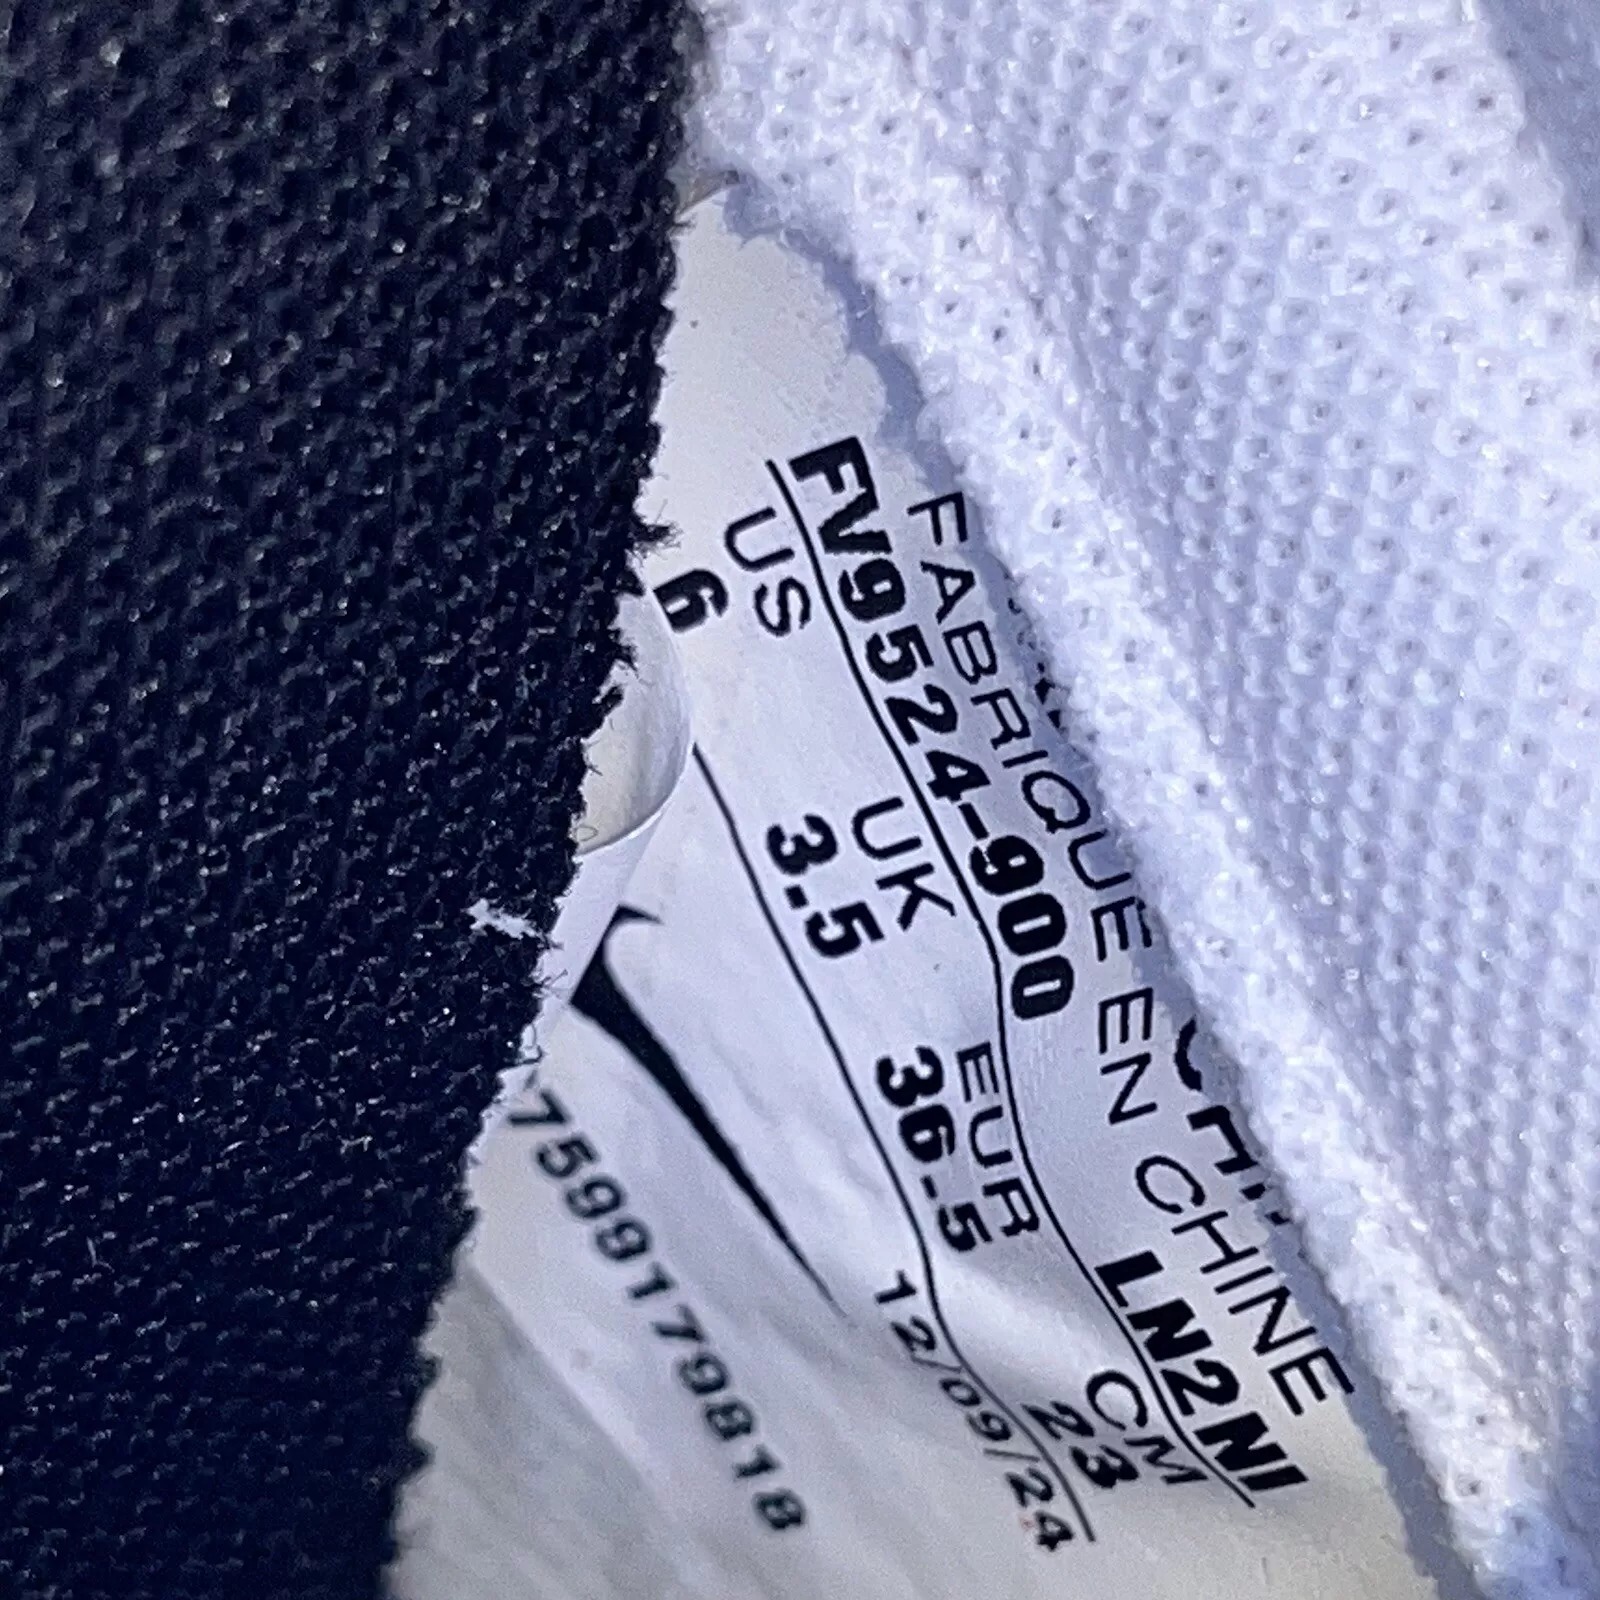 FABRIQUE EN CHINE
FV9524-900 LN2NI
US UK EUR CM
6 3.5 36.5 23
12/09/24
7599179818